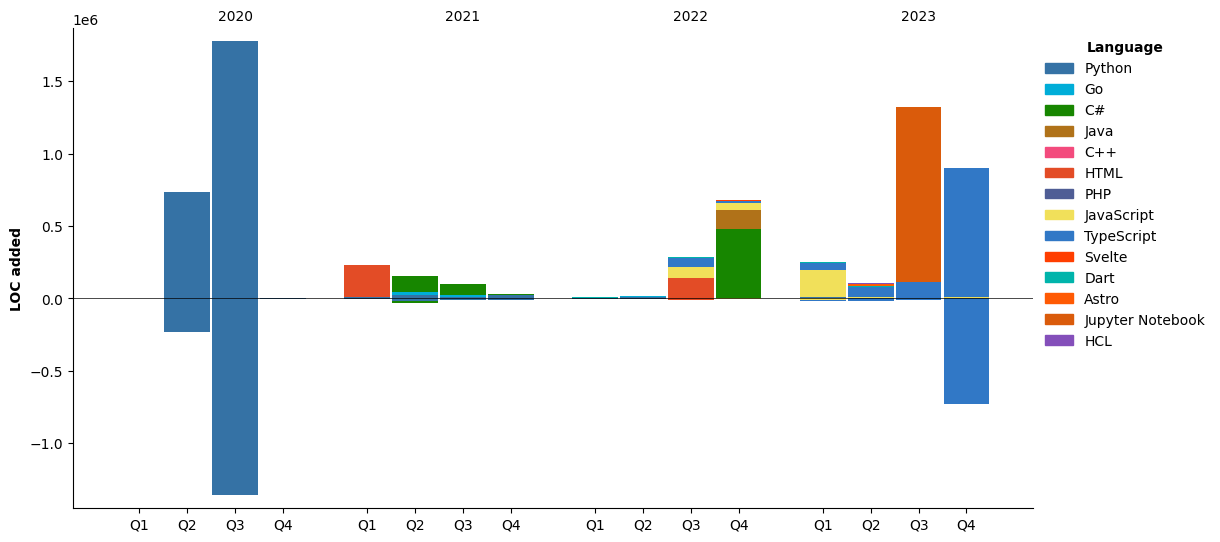 2020 2021 2022 2023
1e6
Language
Python
Go
C#
Java
C++
HTML
PHP
JavaScript
TypeScript
Svelte
Dart
Astro
Jupyter Notebook
HCL
LOC added
1.5
1.0
0.5
0.0
−0.5
−1.0
Q1 Q2 Q3 Q4 Q1 Q2 Q3 Q4 Q1 Q2 Q3 Q4 Q1 Q2 Q3 Q4